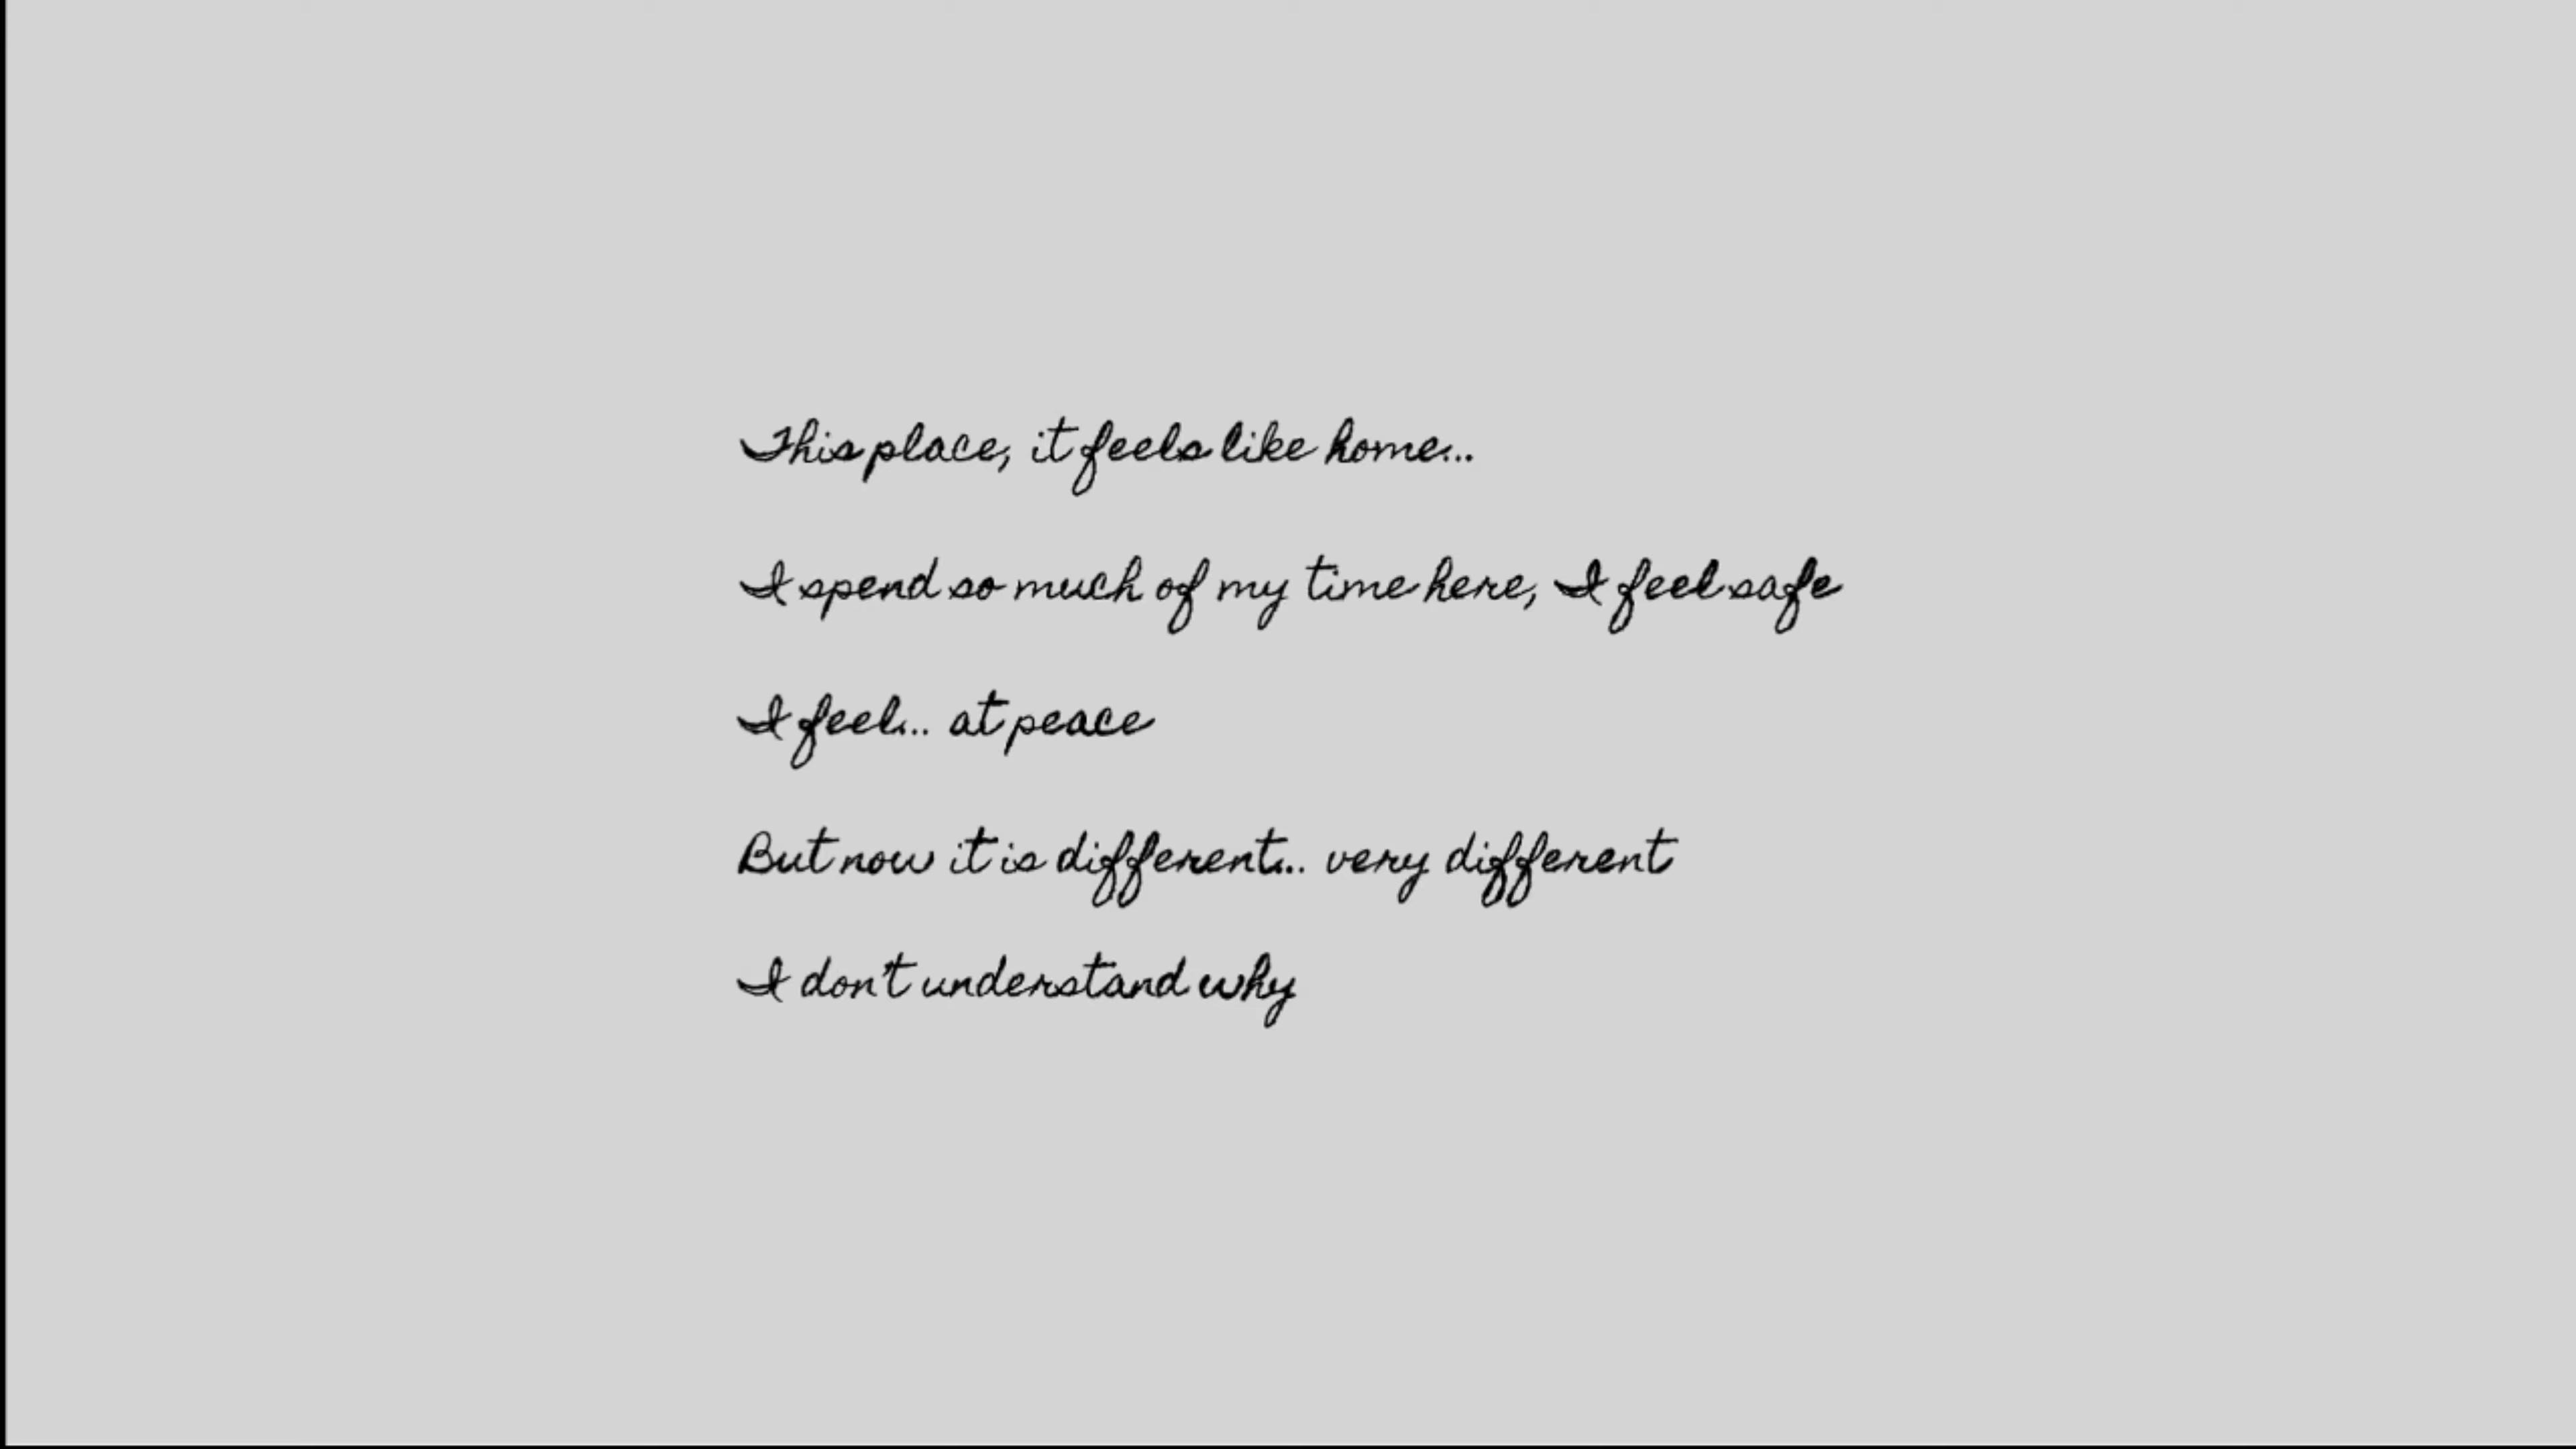 This place, it feels like home...
I spend so much of my time here, I feel safe
I feel... at peace
But now it is different... very different
I don't understand why